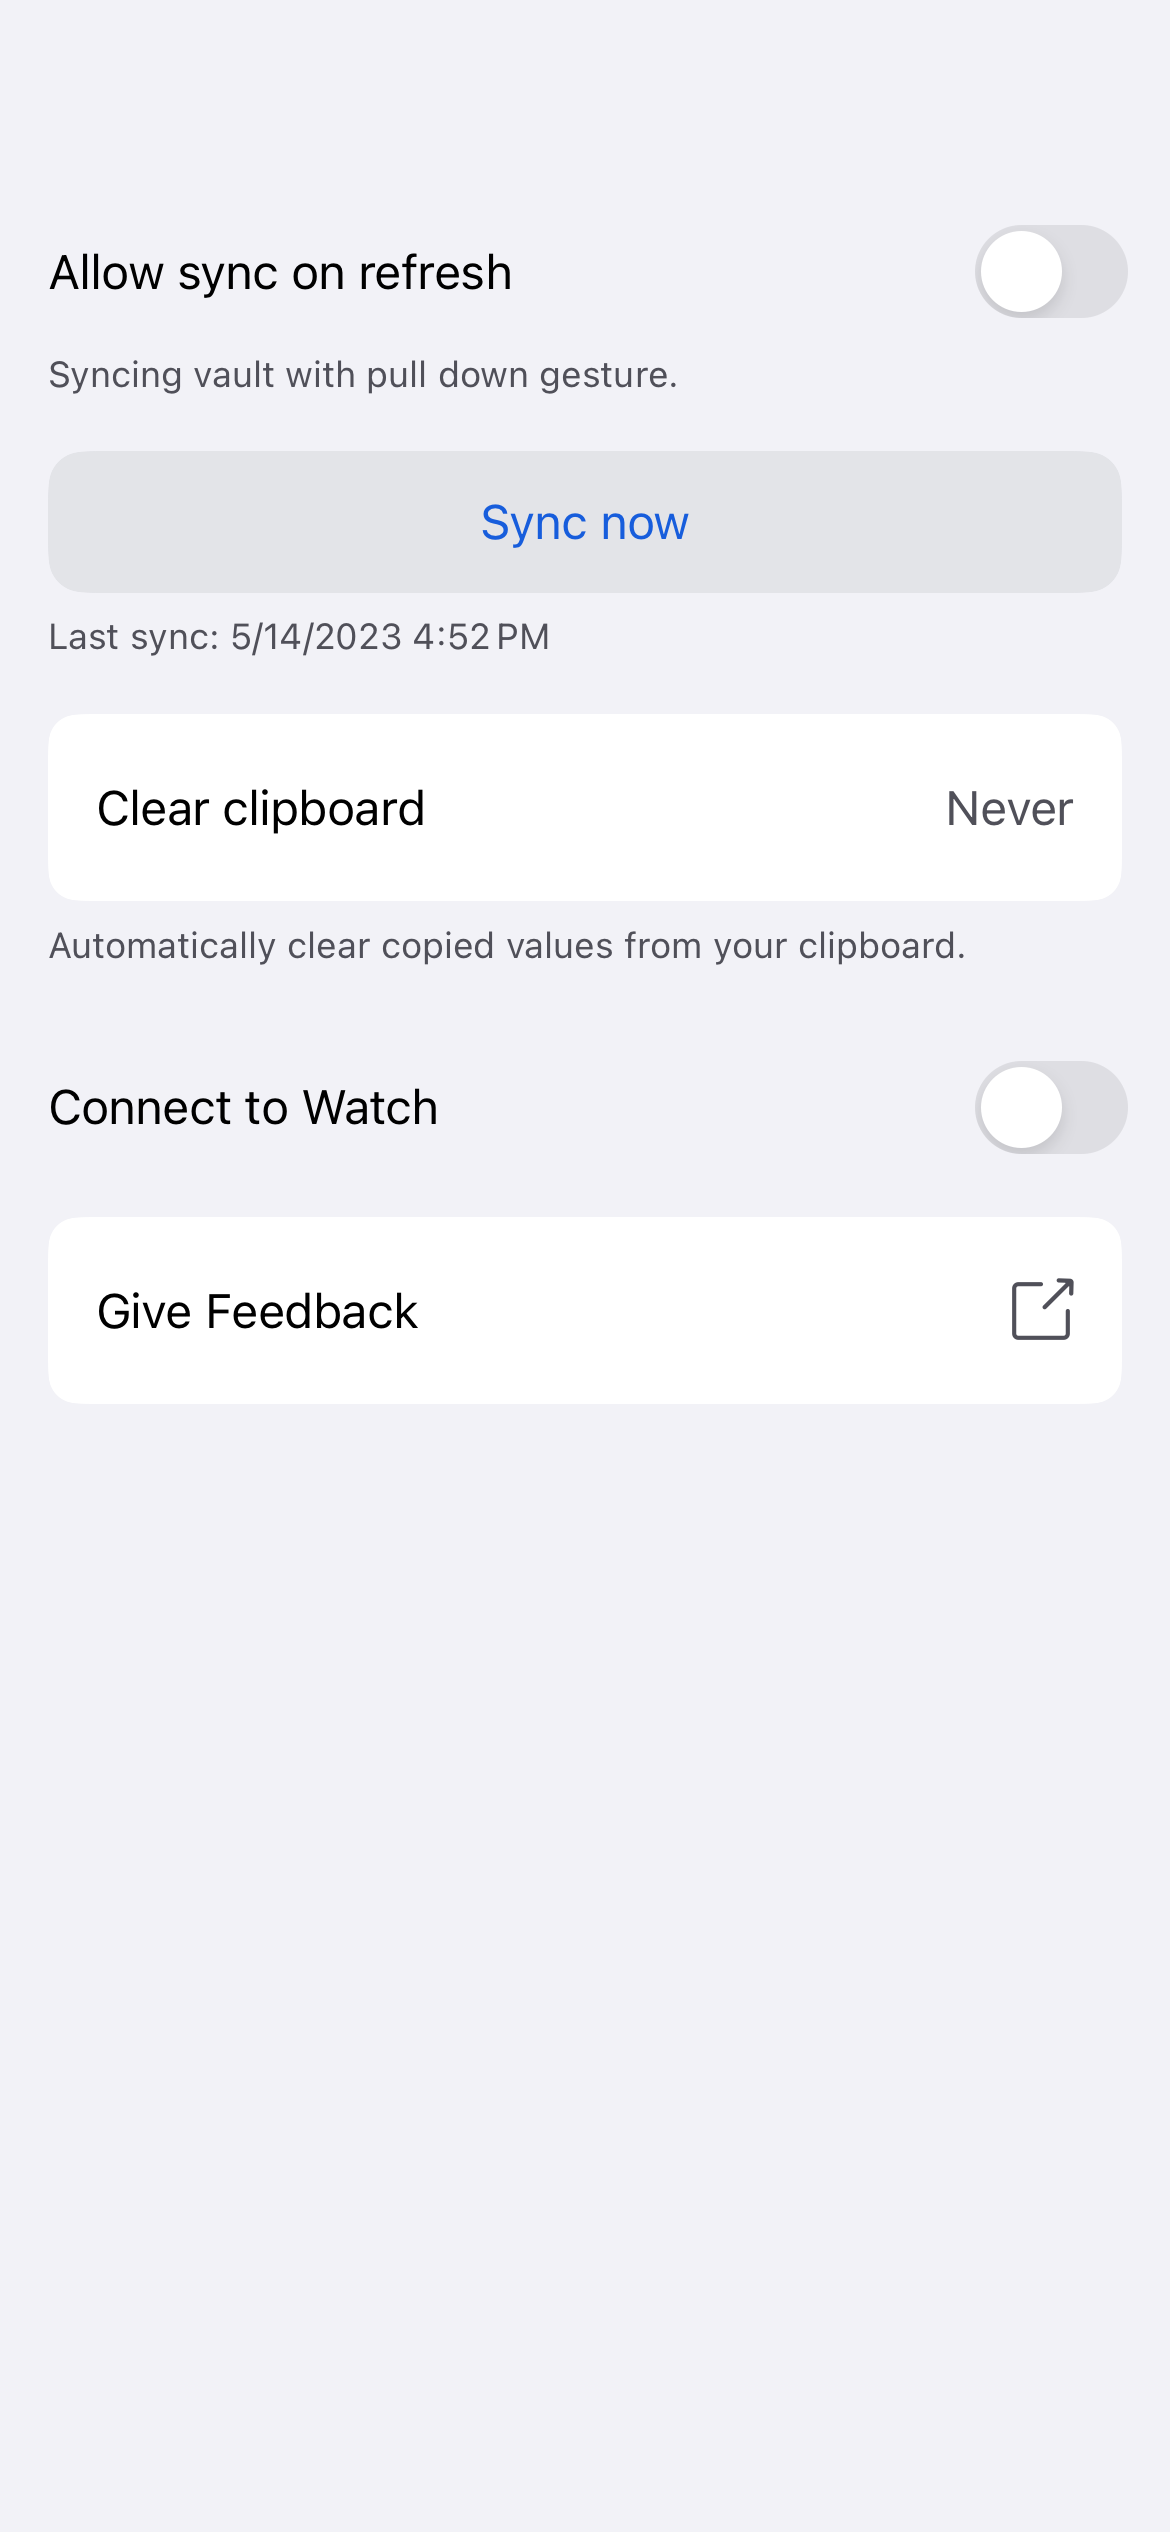 Allow sync on refresh
Syncing vault with pull down gesture.
Sync now
Last sync: 5/14/2023 4:52 PM
Clear clipboard Never
Automatically clear copied values from your clipboard.
Connect to Watch
Give Feedback